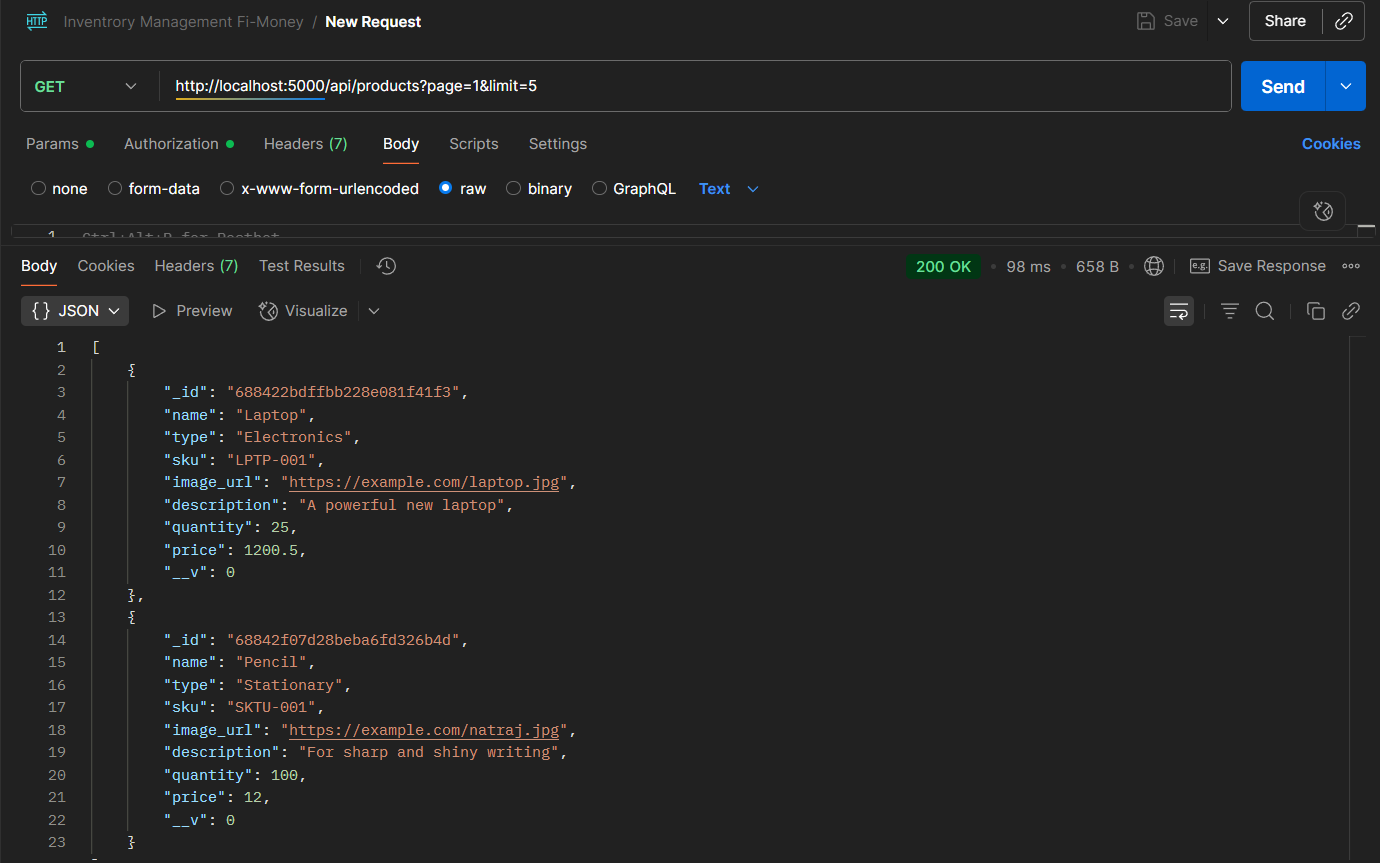 HTTP Inventrory Management Fi-Money / New Request Save Share
GET http://localhost:5000/api/products?page=1&limit=5 Send
Params Authorization Headers (7) Body Scripts Settings Cookies
none form-data x-www-form-urlencoded raw binary GraphQL Text
1
Body Cookies Headers (7) Test Results 200 OK • 98 ms • 658 B • e.g. Save Response
{} JSON Preview Visualize
1 [
2 {
3 "_id": "688422bdffbb228e081f41f3",
4 "name": "Laptop",
5 "type": "Electronics",
6 "sku": "LPTP-001",
7 "image_url": "https://example.com/laptop.jpg",
8 "description": "A powerful new laptop",
9 "quantity": 25,
10 "price": 1200.5,
11 "__v": 0
12 },
13 {
14 "_id": "68842f07d28beba6fd326b4d",
15 "name": "Pencil",
16 "type": "Stationary",
17 "sku": "SKTU-001",
18 "image_url": "https://example.com/natraj.jpg",
19 "description": "For sharp and shiny writing",
20 "quantity": 100,
21 "price": 12,
22 "__v": 0
23 }